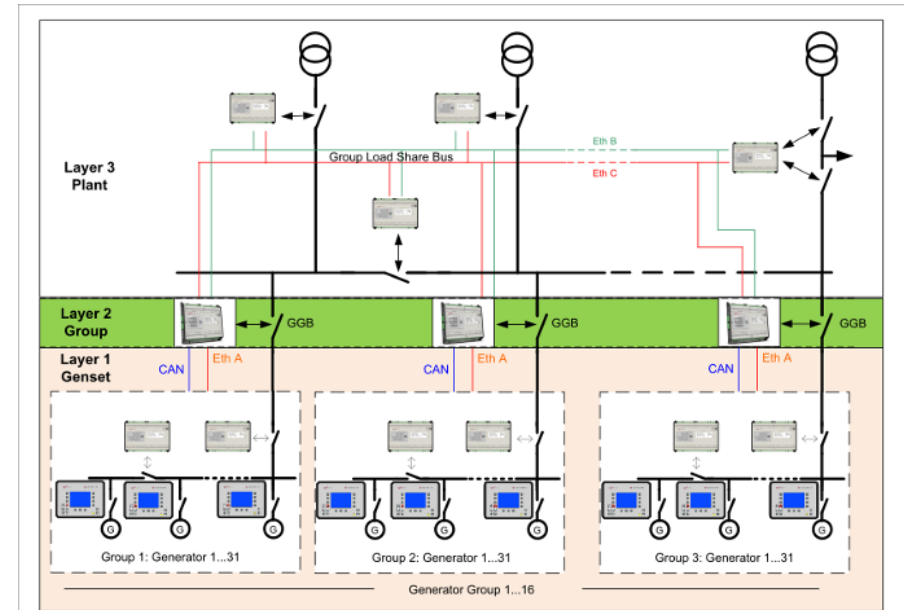 Layer 3
Plant
Group Load Share Bus
Eth B
Eth C
Layer 2
Group
GGB
GGB
GGB
Layer 1
Genset
CAN
Eth A
CAN
Eth A
CAN
Eth A
G
G
G
G
G
G
G
G
G
Group 1: Generator 1...31
Group 2: Generator 1...31
Group 3: Generator 1...31
Generator Group 1...16